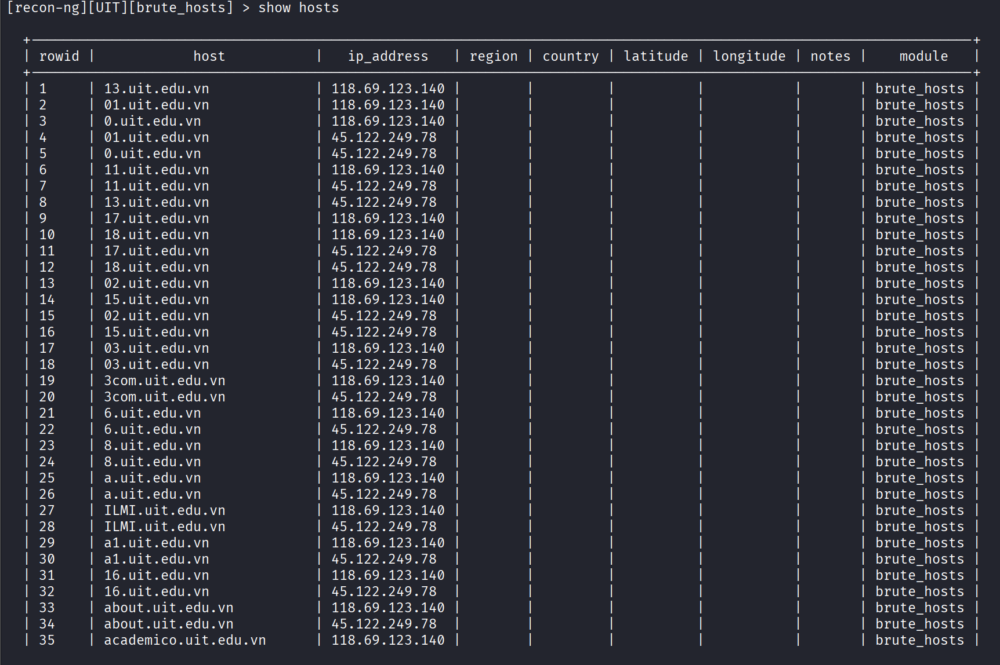 [recon-ng][UIT][brute_hosts] > show hosts
+-----------------------------------------------------------------------------------------------------------------+
| rowid | host | ip_address | region | country | latitude | longitude | notes | module |
+-----------------------------------------------------------------------------------------------------------------+
| 1 | 13.uit.edu.vn | 118.69.123.140 | | | | | | brute_hosts |
| 2 | 01.uit.edu.vn | 118.69.123.140 | | | | | | brute_hosts |
| 3 | 0.uit.edu.vn | 118.69.123.140 | | | | | | brute_hosts |
| 4 | 01.uit.edu.vn | 45.122.249.78 | | | | | | brute_hosts |
| 5 | 0.uit.edu.vn | 45.122.249.78 | | | | | | brute_hosts |
| 6 | 11.uit.edu.vn | 118.69.123.140 | | | | | | brute_hosts |
| 7 | 11.uit.edu.vn | 45.122.249.78 | | | | | | brute_hosts |
| 8 | 13.uit.edu.vn | 45.122.249.78 | | | | | | brute_hosts |
| 9 | 17.uit.edu.vn | 118.69.123.140 | | | | | | brute_hosts |
| 10 | 18.uit.edu.vn | 118.69.123.140 | | | | | | brute_hosts |
| 11 | 17.uit.edu.vn | 45.122.249.78 | | | | | | brute_hosts |
| 12 | 18.uit.edu.vn | 45.122.249.78 | | | | | | brute_hosts |
| 13 | 02.uit.edu.vn | 118.69.123.140 | | | | | | brute_hosts |
| 14 | 15.uit.edu.vn | 118.69.123.140 | | | | | | brute_hosts |
| 15 | 02.uit.edu.vn | 45.122.249.78 | | | | | | brute_hosts |
| 16 | 15.uit.edu.vn | 45.122.249.78 | | | | | | brute_hosts |
| 17 | 03.uit.edu.vn | 118.69.123.140 | | | | | | brute_hosts |
| 18 | 03.uit.edu.vn | 45.122.249.78 | | | | | | brute_hosts |
| 19 | 3com.uit.edu.vn | 118.69.123.140 | | | | | | brute_hosts |
| 20 | 3com.uit.edu.vn | 45.122.249.78 | | | | | | brute_hosts |
| 21 | 6.uit.edu.vn | 118.69.123.140 | | | | | | brute_hosts |
| 22 | 6.uit.edu.vn | 45.122.249.78 | | | | | | brute_hosts |
| 23 | 8.uit.edu.vn | 118.69.123.140 | | | | | | brute_hosts |
| 24 | 8.uit.edu.vn | 45.122.249.78 | | | | | | brute_hosts |
| 25 | a.uit.edu.vn | 118.69.123.140 | | | | | | brute_hosts |
| 26 | a.uit.edu.vn | 45.122.249.78 | | | | | | brute_hosts |
| 27 | ILMI.uit.edu.vn | 118.69.123.140 | | | | | | brute_hosts |
| 28 | ILMI.uit.edu.vn | 45.122.249.78 | | | | | | brute_hosts |
| 29 | a1.uit.edu.vn | 118.69.123.140 | | | | | | brute_hosts |
| 30 | a1.uit.edu.vn | 45.122.249.78 | | | | | | brute_hosts |
| 31 | 16.uit.edu.vn | 118.69.123.140 | | | | | | brute_hosts |
| 32 | 16.uit.edu.vn | 45.122.249.78 | | | | | | brute_hosts |
| 33 | about.uit.edu.vn | 118.69.123.140 | | | | | | brute_hosts |
| 34 | about.uit.edu.vn | 45.122.249.78 | | | | | | brute_hosts |
| 35 | academico.uit.edu.vn | 118.69.123.140 | | | | | | brute_hosts |